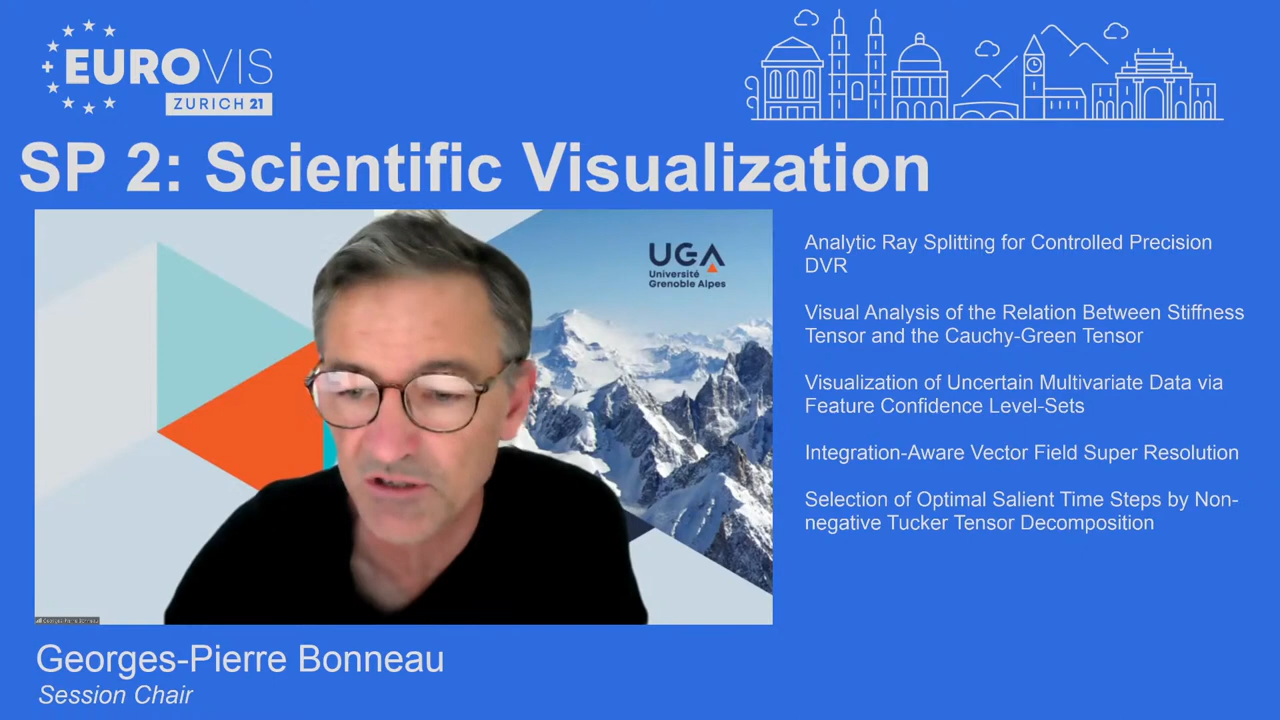 EUROVIS
ZURICH 21
SP 2: Scientific Visualization
UGA
Université
Grenoble Alpes
Georges-Pierre Bonneau
Analytic Ray Splitting for Controlled Precision
DVR
Visual Analysis of the Relation Between Stiffness
Tensor and the Cauchy-Green Tensor
Visualization of Uncertain Multivariate Data via
Feature Confidence Level-Sets
Integration-Aware Vector Field Super Resolution
Selection of Optimal Salient Time Steps by Non-
negative Tucker Tensor Decomposition
Georges-Pierre Bonneau
Session Chair